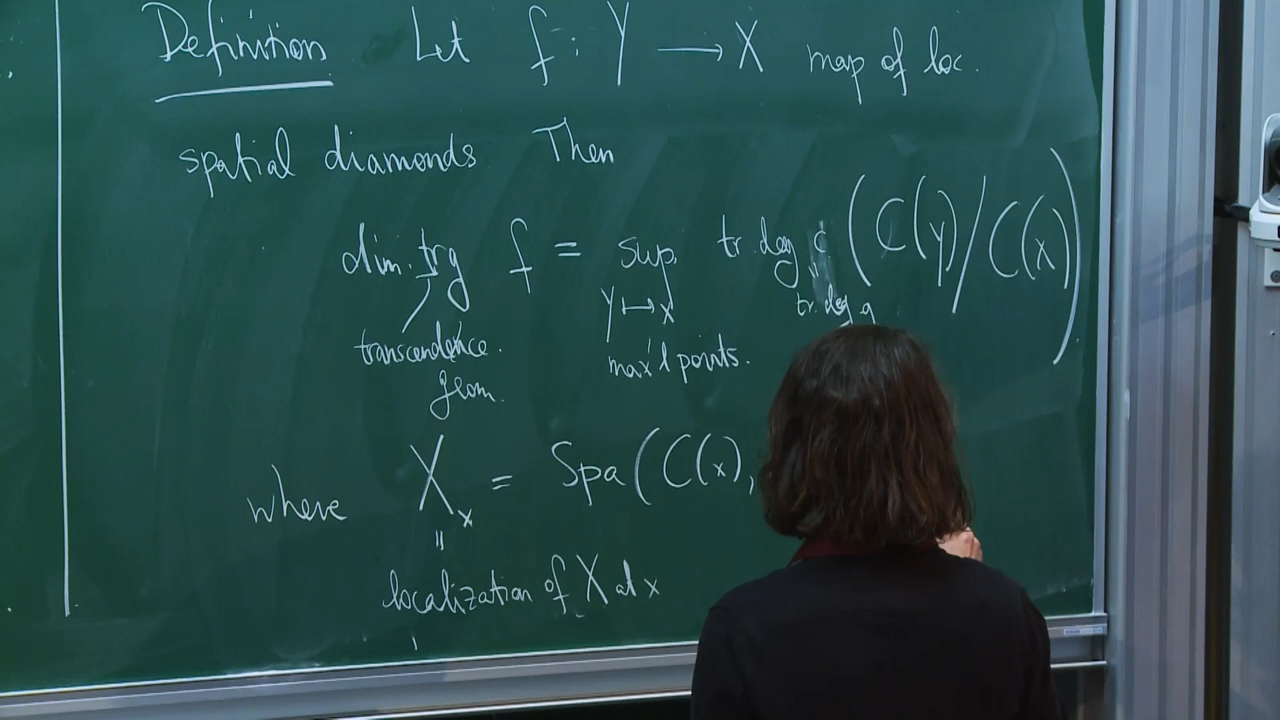 Definition Let f: Y → X map of loc.
spatial diamonds Then
dim. trg f = sup tr. deg c (C(y)/C(x))
y ↦ x tr. deg
transcendence. max'l points.
geom.
where X_x = Spa(C(x),
"
localization of X at x